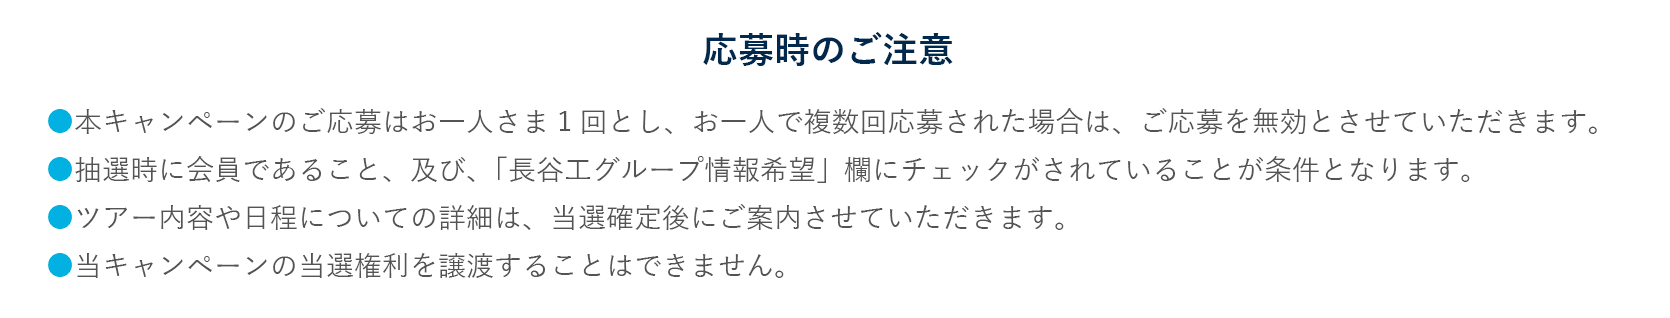 応募時のご注意
●本キャンペーンのご応募はお一人さま1回とし、お一人で複数回応募された場合は、ご応募を無効とさせていただきます。
●抽選時に会員であること、及び、「長谷工グループ情報希望」欄にチェックがされていることが条件となります。
●ツアー内容や日程についての詳細は、当選確定後にご案内させていただきます。
●当キャンペーンの当選権利を譲渡することはできません。